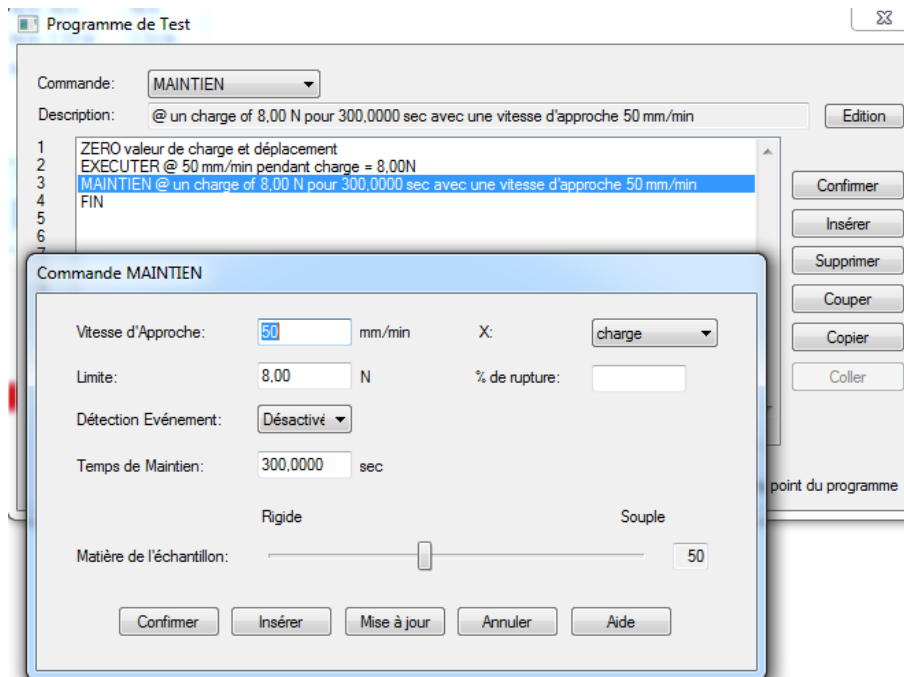 Programme de Test
Commande: MAINTIEN
Description: @ un charge of 8,00 N pour 300,0000 sec avec une vitesse d'approche 50 mm/min Edition
1 ZERO valeur de charge et déplacement
2 EXECUTER @ 50 mm/min pendant charge = 8,00N
3 MAINTIEN @ un charge of 8,00 N pour 300,0000 sec avec une vitesse d'approche 50 mm/min
4 FIN
5
6
Confirmer
Insérer
Supprimer
Couper
Copier
Coller
point du programme
Commande MAINTIEN
Vitesse d'Approche: 50 mm/min X: charge
Limite: 8,00 N % de rupture:
Détection Evénement: Désactivé
Temps de Maintien: 300,0000 sec
Rigide Souple
Matière de l'échantillon: 50
Confirmer Insérer Mise à jour Annuler Aide